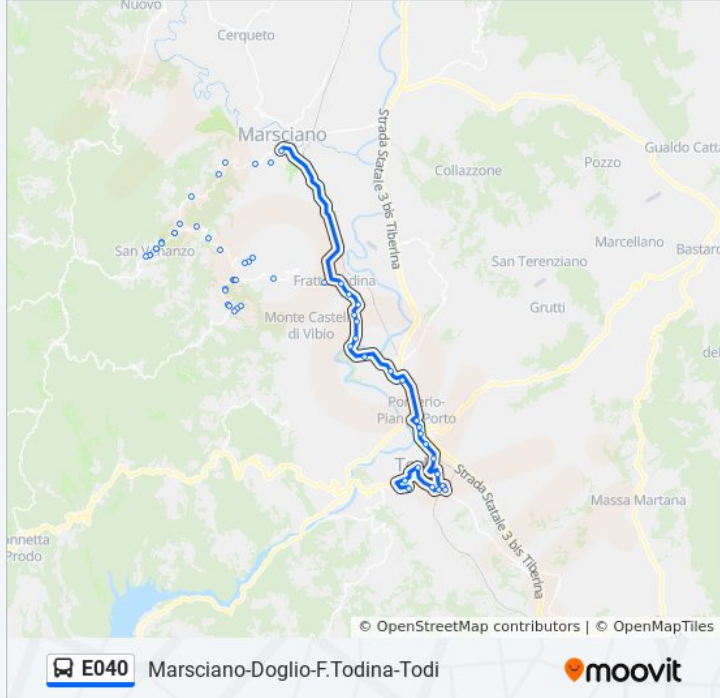 Nuovo
Cerqueto
Marsciano
Strada Statale 3 bis Tiberina
Gualdo Catta
Pozzo
Collazzone
Marcellano
San Venanzo
Bastard
San Terenziano
Fratta Todina
Grutti
Monte Castello
di Vibio
del
Pian Porto
Todi
Strada Statale 3 bis Tiberina
Massa Martana
onnetta
Prodo
© OpenStreetMap contributors | © OpenMapTiles
E040 Marsciano-Doglio-F.Todina-Todi
moovit